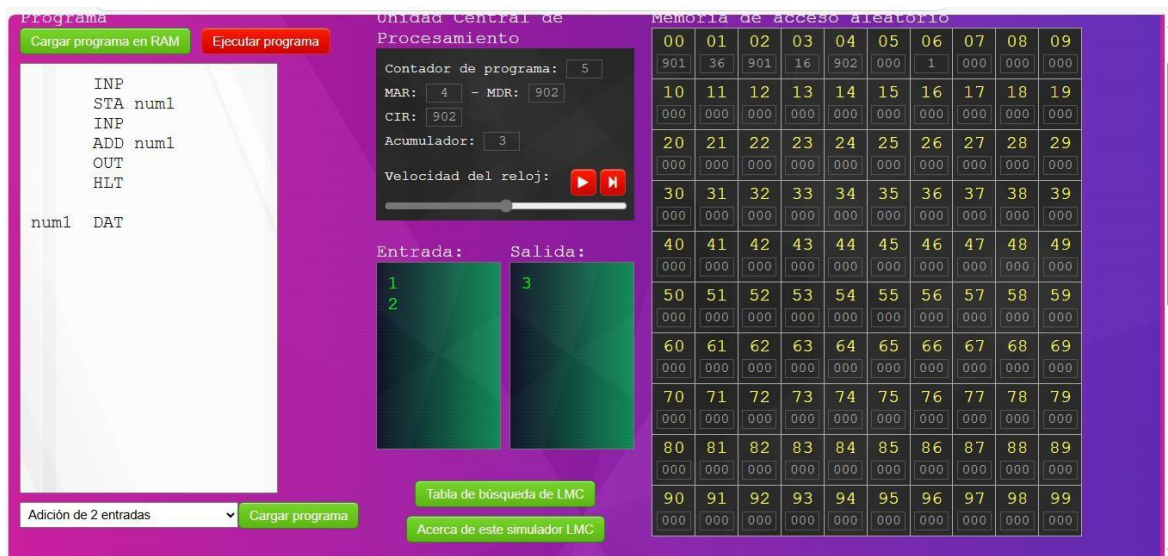 Programa
Cargar programa en RAM Ejecutar programa
INP
STA num1
INP
ADD num1
OUT
HLT
num1 DAT
Adición de 2 entradas Cargar programa
Unidad Central de
Procesamiento
Contador de programa: 5
MAR: 4 - MDR: 902
CIR: 902
Acumulador: 3
Velocidad del reloj:
Entrada: Salida:
1 3
2
Tabla de búsqueda de LMC
Acerca de este simulador LMC
Memoria de acceso aleatorio
00 01 02 03 04 05 06 07 08 09
901 36 901 16 902 000 1 000 000 000
10 11 12 13 14 15 16 17 18 19
000 000 000 000 000 000 000 000 000 000
20 21 22 23 24 25 26 27 28 29
000 000 000 000 000 000 000 000 000 000
30 31 32 33 34 35 36 37 38 39
000 000 000 000 000 000 000 000 000 000
40 41 42 43 44 45 46 47 48 49
000 000 000 000 000 000 000 000 000 000
50 51 52 53 54 55 56 57 58 59
000 000 000 000 000 000 000 000 000 000
60 61 62 63 64 65 66 67 68 69
000 000 000 000 000 000 000 000 000 000
70 71 72 73 74 75 76 77 78 79
000 000 000 000 000 000 000 000 000 000
80 81 82 83 84 85 86 87 88 89
000 000 000 000 000 000 000 000 000 000
90 91 92 93 94 95 96 97 98 99
000 000 000 000 000 000 000 000 000 000